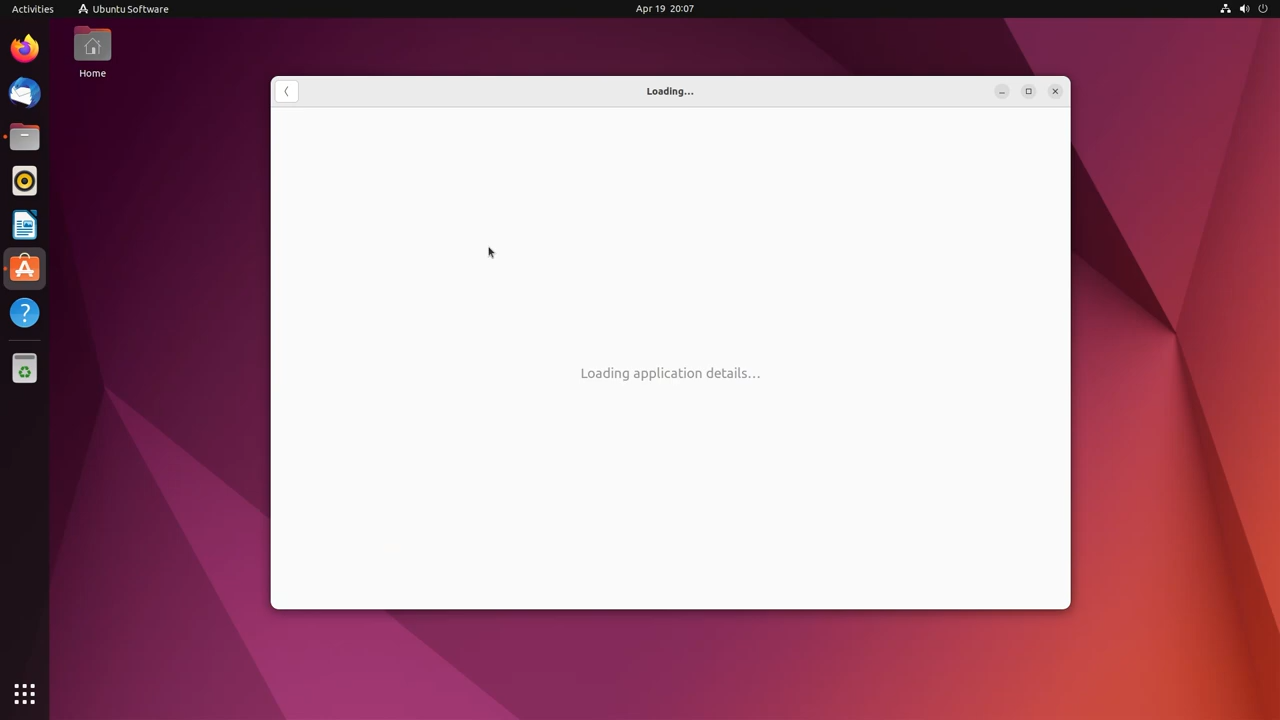 Activities
Ubuntu Software
Apr 19 20:07
Home
Loading…
Loading application details…